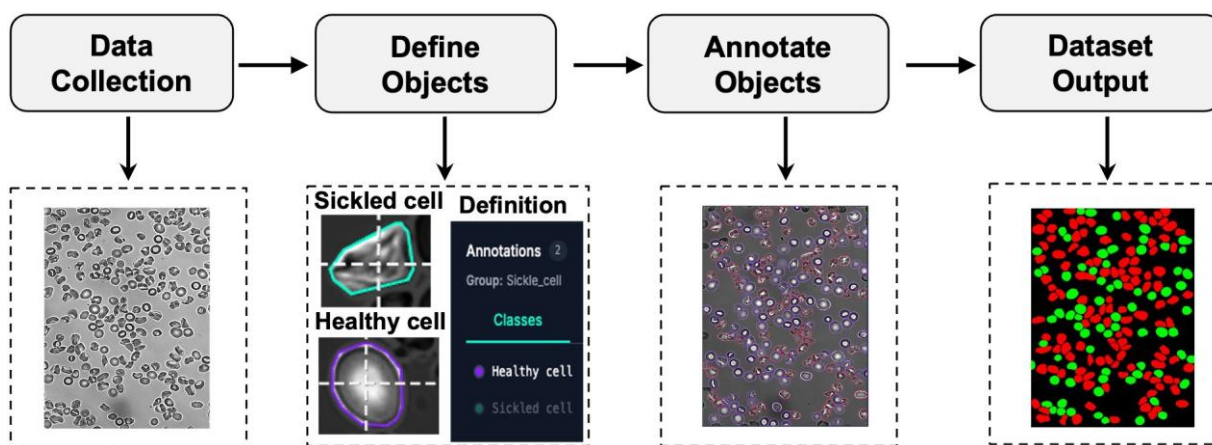 Data
Collection
Define
Objects
Annotate
Objects
Dataset
Output
Sickled cell
Healthy cell
Definition
Annotations 2
Group: Sickle_cell
Classes
Healthy cell
Sickled cell